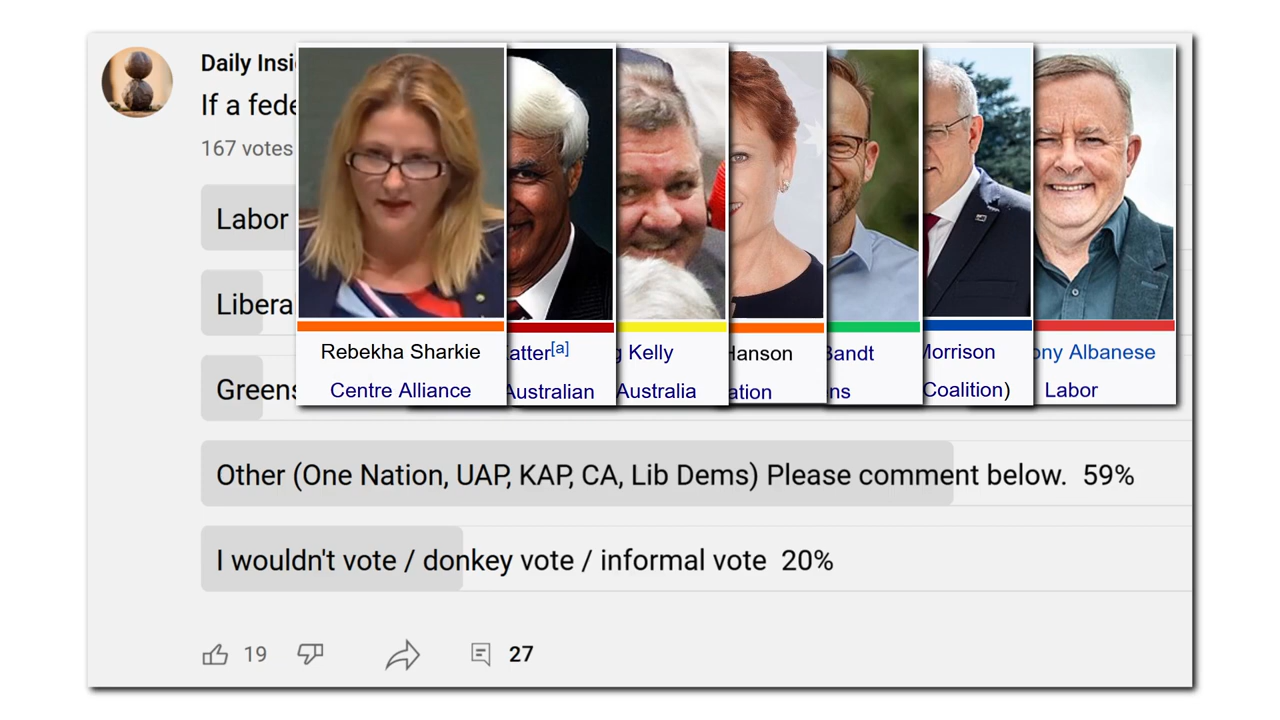 Daily Insi
If a fede
167 votes
Labor
Libera
Greens
Rebekha Sharkie
Centre Alliance
atter[a]
Australian
g Kelly
Australia
Hanson
ation
Bandt
ns
Morrison
Coalition)
ony Albanese
Labor
Other (One Nation, UAP, KAP, CA, Lib Dems) Please comment below. 59%
I wouldn't vote / donkey vote / informal vote 20%
19
27